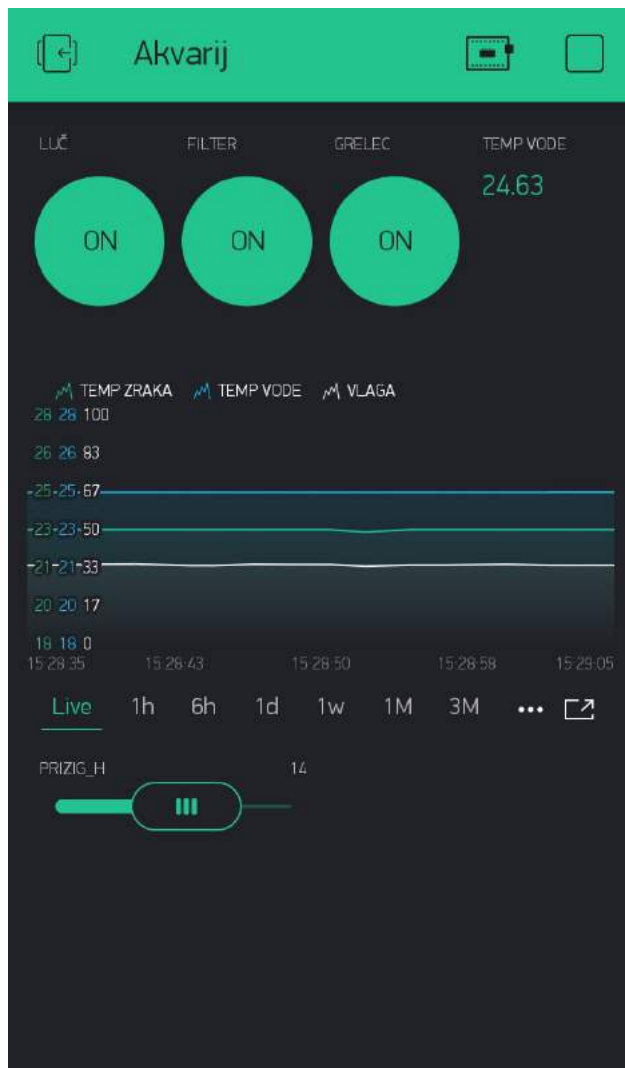 Akvarij
LUČ FILTER GRELEC TEMP VODE
24.63
ON ON ON
TEMP ZRAKA TEMP VODE VLAGA
28 28 100
26 26 83
25 25 67
23 23 50
21 21 33
20 20 17
18 18 0
15:28:35 15:28:43 15:28:50 15:28:58 15:29:05
Live 1h 6h 1d 1w 1M 3M •••
PRIZIG_H 14